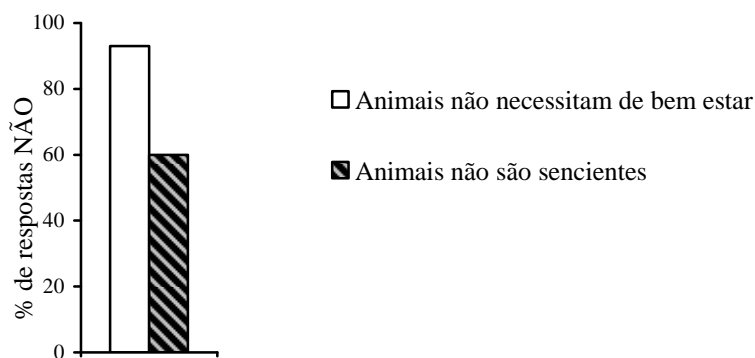 % de respostas NÃO
100
80
60
40
20
0
Animais não necessitam de bem estar
Animais não são sencientes